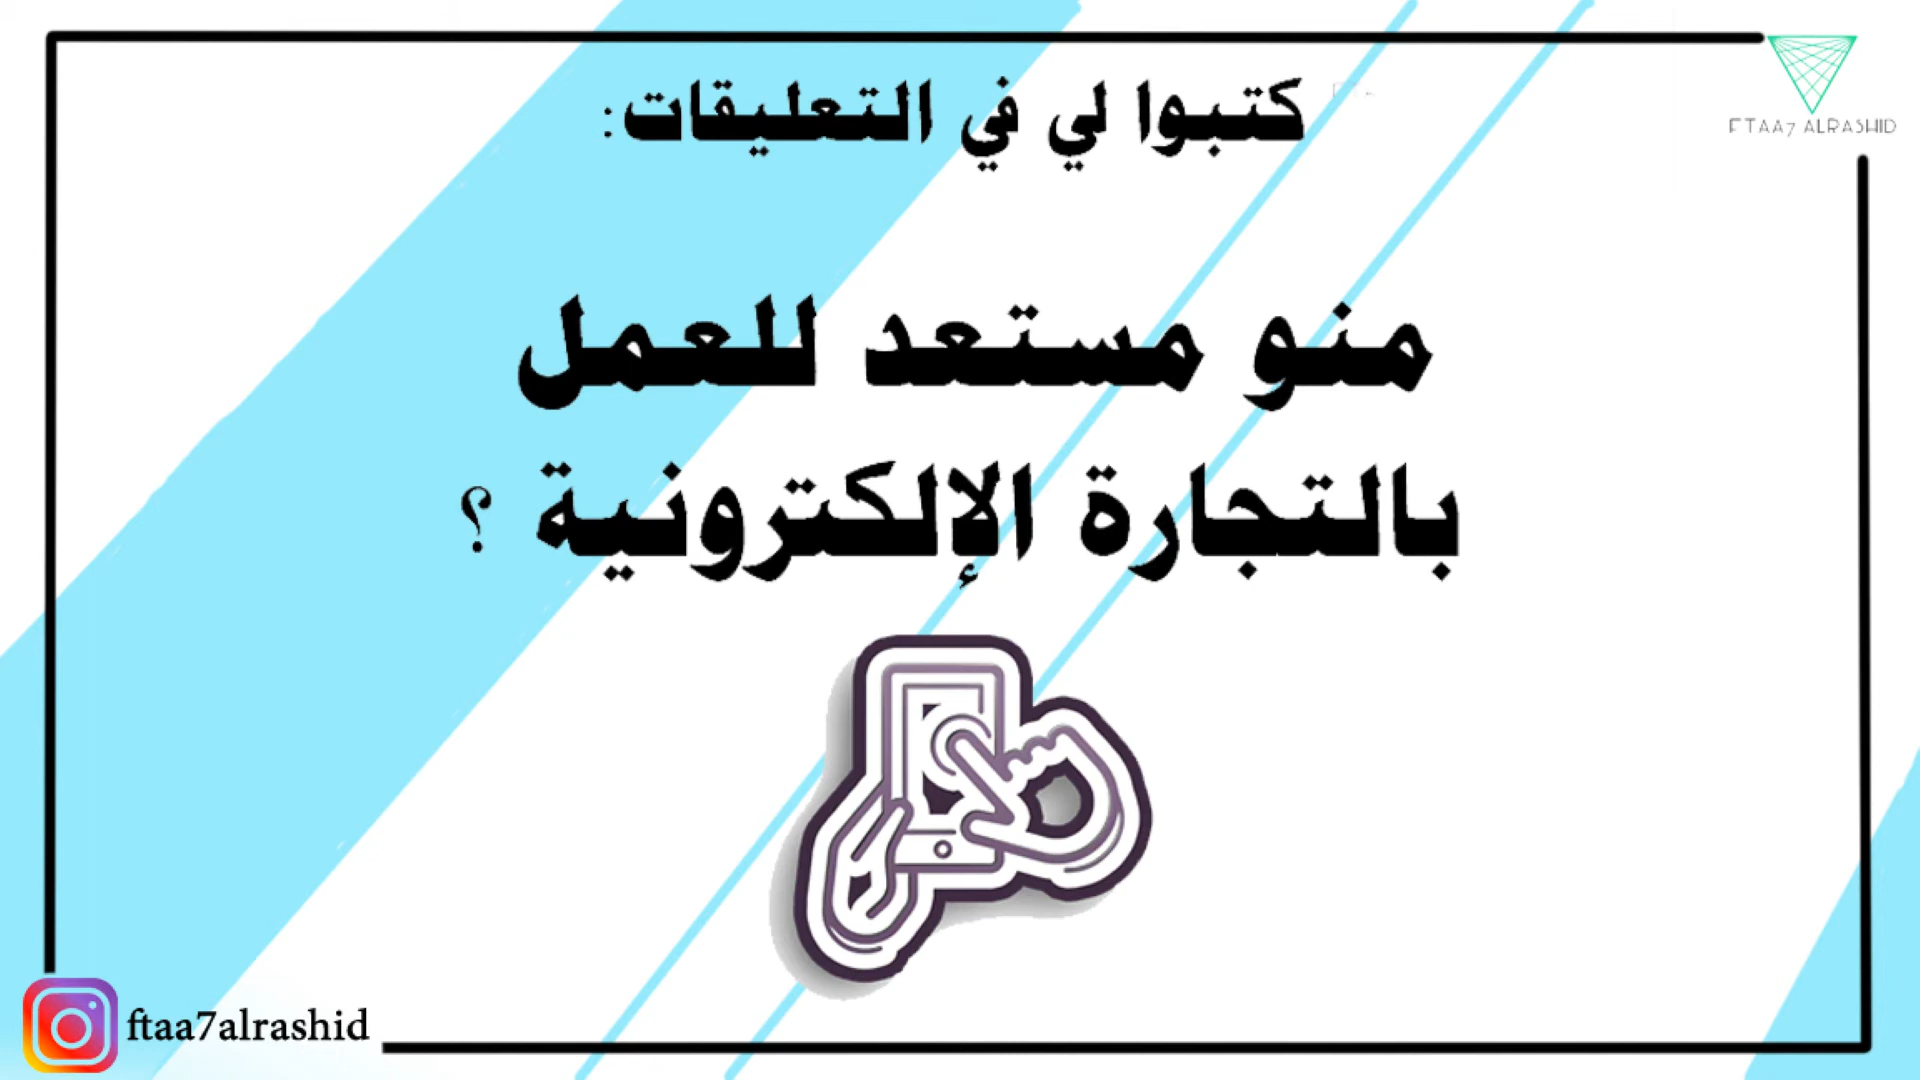 كتبوا لي في التعليقات:
FTAA7 ALRASHID
منو مستعد للعمل
بالتجارة الإلكترونية ؟
ftaa7alrashid